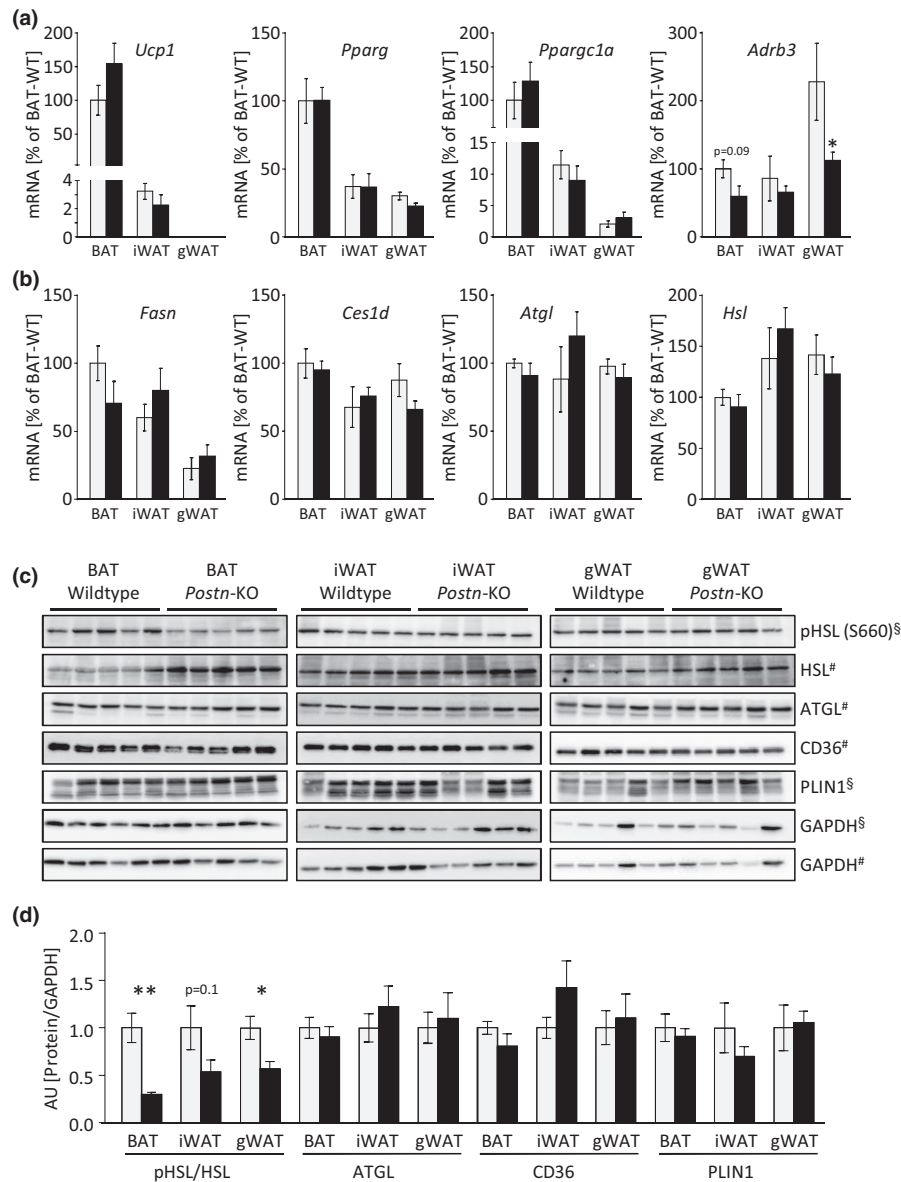 (a)
Ucp1
Pparg
Ppargc1a
Adrb3
mRNA [% of BAT-WT]
200
150
100
50
4
2
0
BAT iWAT gWAT
mRNA [% of BAT-WT]
150
100
50
0
BAT iWAT gWAT
mRNA [% of BAT-WT]
150
100
50
15
10
5
0
BAT iWAT gWAT
mRNA [% of BAT-WT]
300
200
100
0
p=0.09
*
BAT iWAT gWAT
(b)
Fasn
Ces1d
Atgl
Hsl
mRNA [% of BAT-WT]
150
100
50
0
BAT iWAT gWAT
mRNA [% of BAT-WT]
150
100
50
0
BAT iWAT gWAT
mRNA [% of BAT-WT]
150
100
50
0
BAT iWAT gWAT
mRNA [% of BAT-WT]
200
150
100
50
0
BAT iWAT gWAT
(c)
BAT BAT iWAT iWAT gWAT gWAT
Wildtype Postn-KO Wildtype Postn-KO Wildtype Postn-KO
pHSL (S660)§
HSL#
ATGL#
CD36#
PLIN1§
GAPDH§
GAPDH#
(d)
AU [Protein/GAPDH]
2.0
1.5
1.0
0.5
0.0
** p=0.1 *
BAT iWAT gWAT BAT iWAT gWAT BAT iWAT gWAT BAT iWAT gWAT
pHSL/HSL ATGL CD36 PLIN1